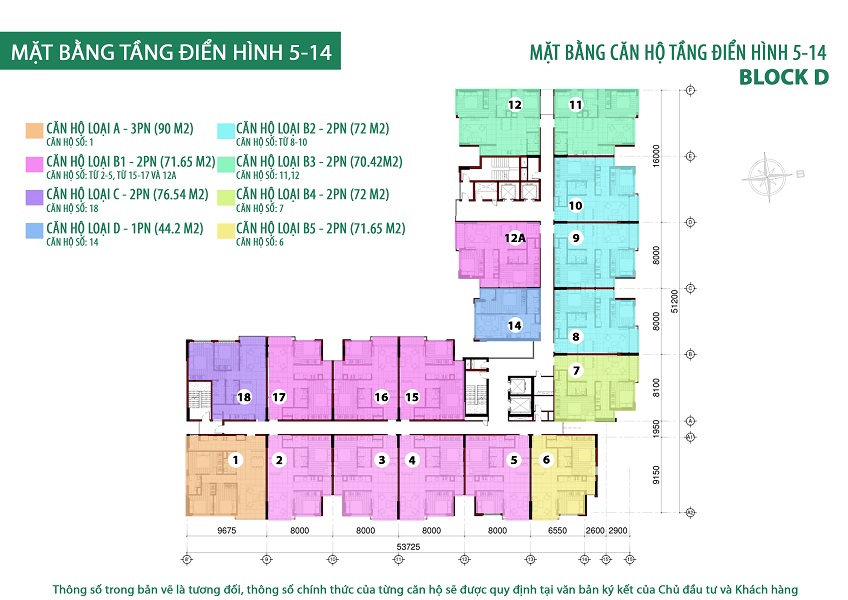 MẶT BẰNG TẦNG ĐIỂN HÌNH 5-14
MẶT BẰNG CĂN HỘ TẦNG ĐIỂN HÌNH 5-14
BLOCK D
CĂN HỘ LOẠI A - 3PN (90 M2)
CĂN HỘ SỐ: 1
CĂN HỘ LOẠI B1 - 2PN (71.65 M2)
CĂN HỘ SỐ: TỪ 2-5, TỪ 15-17 VÀ 12A
CĂN HỘ LOẠI C - 2PN (76.54 M2)
CĂN HỘ SỐ: 18
CĂN HỘ LOẠI D - 1PN (44.2 M2)
CĂN HỘ SỐ: 14
CĂN HỘ LOẠI B2 - 2PN (72 M2)
CĂN HỘ SỐ: TỪ 8-10
CĂN HỘ LOẠI B3 - 2PN (70.42M2)
CĂN HỘ SỐ: 11,12
CĂN HỘ LOẠI B4 - 2PN (72 M2)
CĂN HỘ SỐ: 7
CĂN HỘ LOẠI B5 - 2PN (71.65 M2)
CĂN HỘ SỐ: 6
12
11
10
12A
9
14
8
7
18
17
16
15
1
2
3
4
5
6
16000
8000
8000
8100
1950
9150
51200
9675
8000
8000
8000
8000
6550
2600
2900
53725
Thông số trong bản vẽ là tương đối, thông số chính thức của từng căn hộ sẽ được quy định tại văn bản ký kết của Chủ đầu tư và Khách hàng